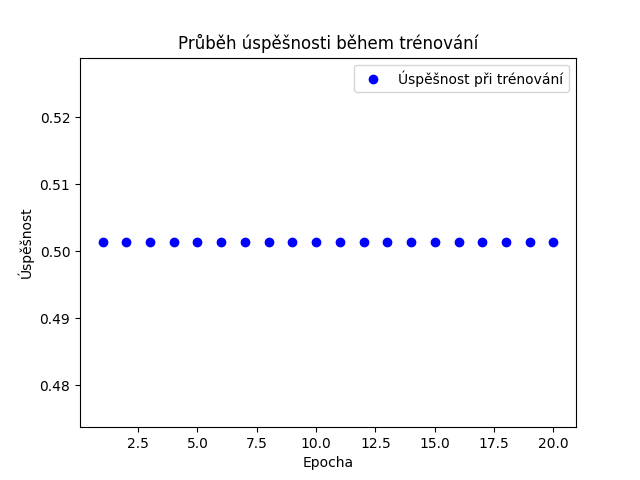 Průběh úspěšnosti během trénování
Úspěšnost při trénování
Úspěšnost
0.52
0.51
0.50
0.49
0.48
2.5 5.0 7.5 10.0 12.5 15.0 17.5 20.0
Epocha